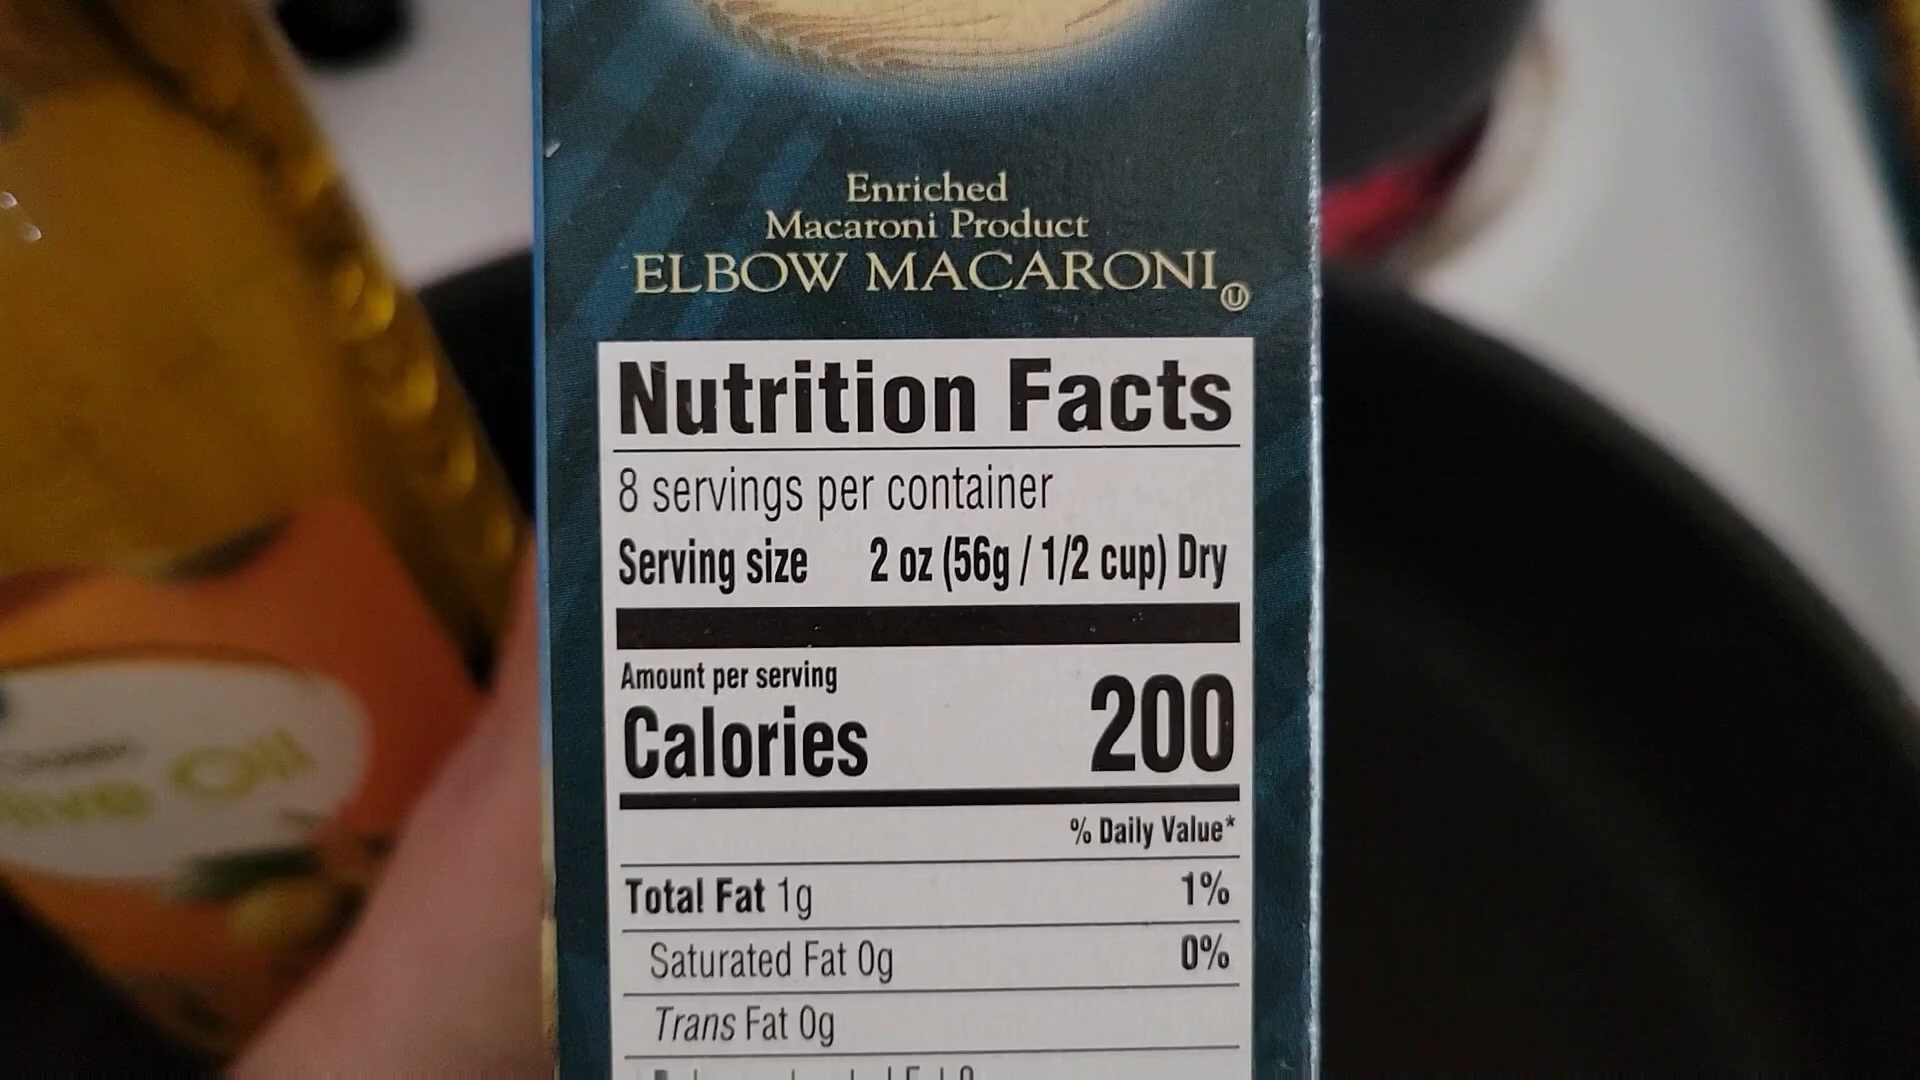 Enriched
Macaroni Product
ELBOW MACARONI
U
Nutrition Facts
8 servings per container
Serving size 2 oz (56g / 1/2 cup) Dry
Amount per serving
Calories 200
% Daily Value*
Total Fat 1g 1%
Saturated Fat 0g 0%
Trans Fat 0g
Oil